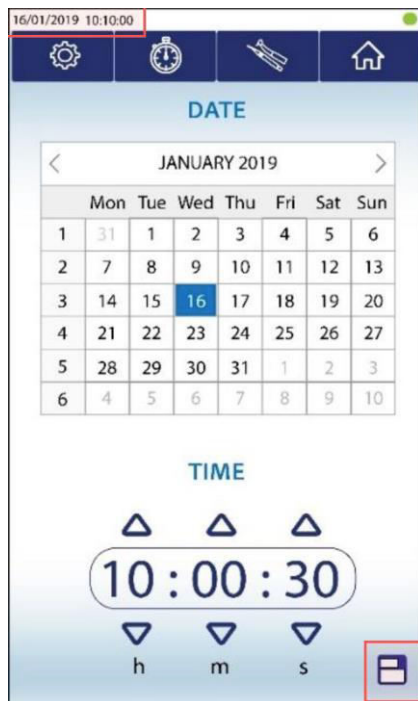 16/01/2019 10:10:00
DATE
< JANUARY 2019 >
Mon Tue Wed Thu Fri Sat Sun
1 31 1 2 3 4 5 6
2 7 8 9 10 11 12 13
3 14 15 16 17 18 19 20
4 21 22 23 24 25 26 27
5 28 29 30 31 1 2 3
6 4 5 6 7 8 9 10
TIME
10 : 00 : 30
h m s